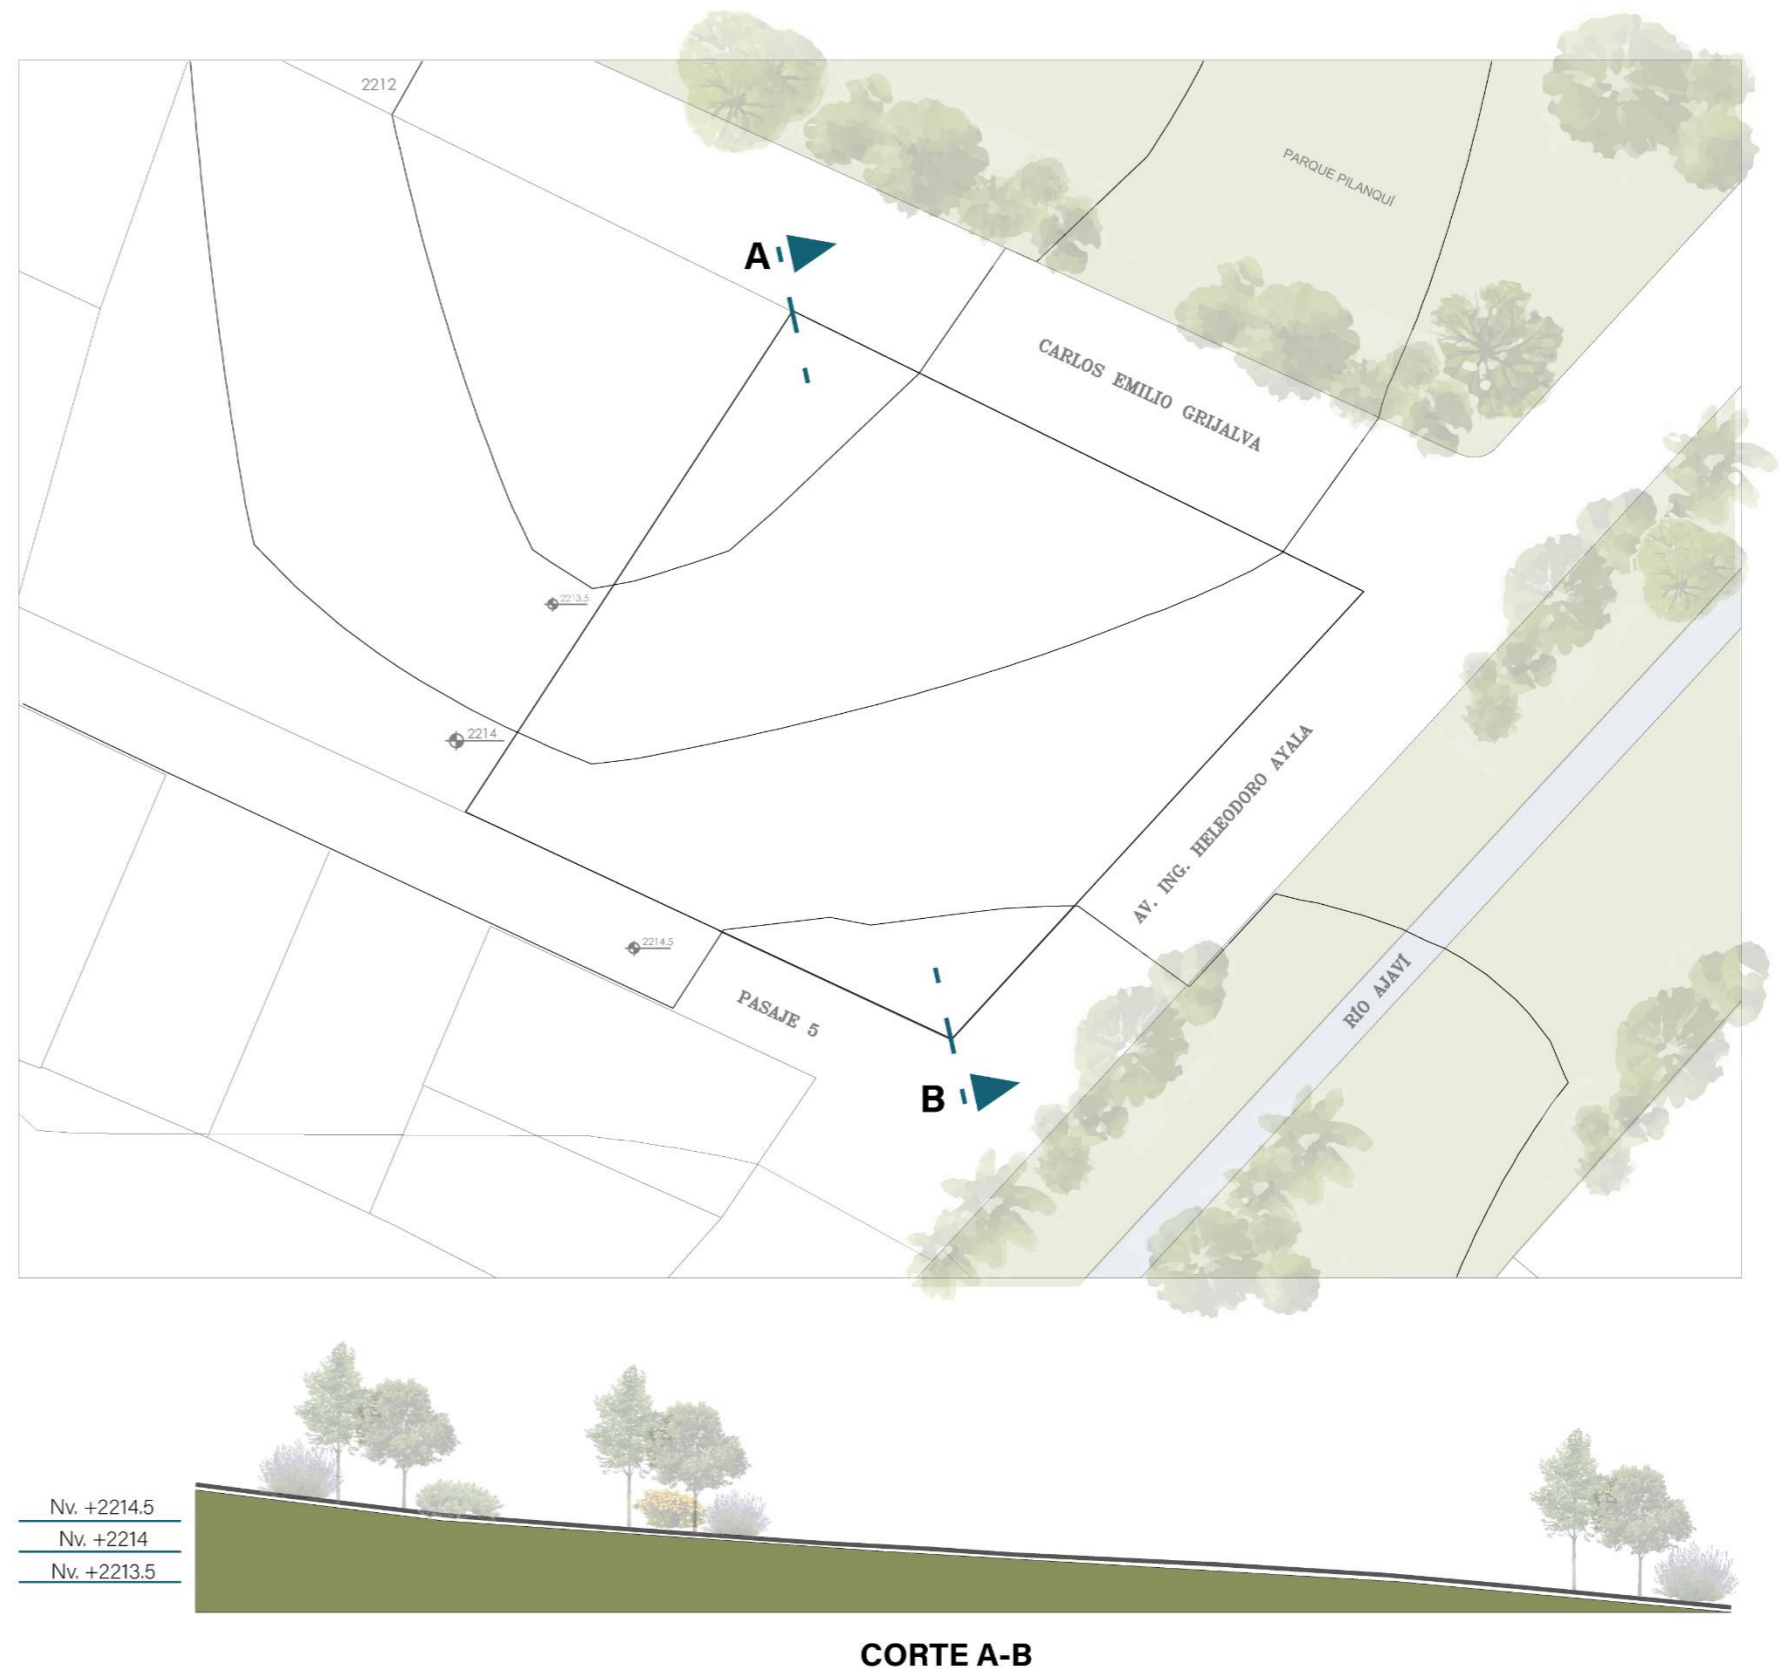 2212
PARQUE PILANQUÍ
A
CARLOS EMILIO GRIJALVA
2213.5
2214
AV. ING. HELEODORO AYALA
2214.5
PASAJE 5
RÍO AJAVÍ
B
Nv. +2214.5
Nv. +2214
Nv. +2213.5
CORTE A-B